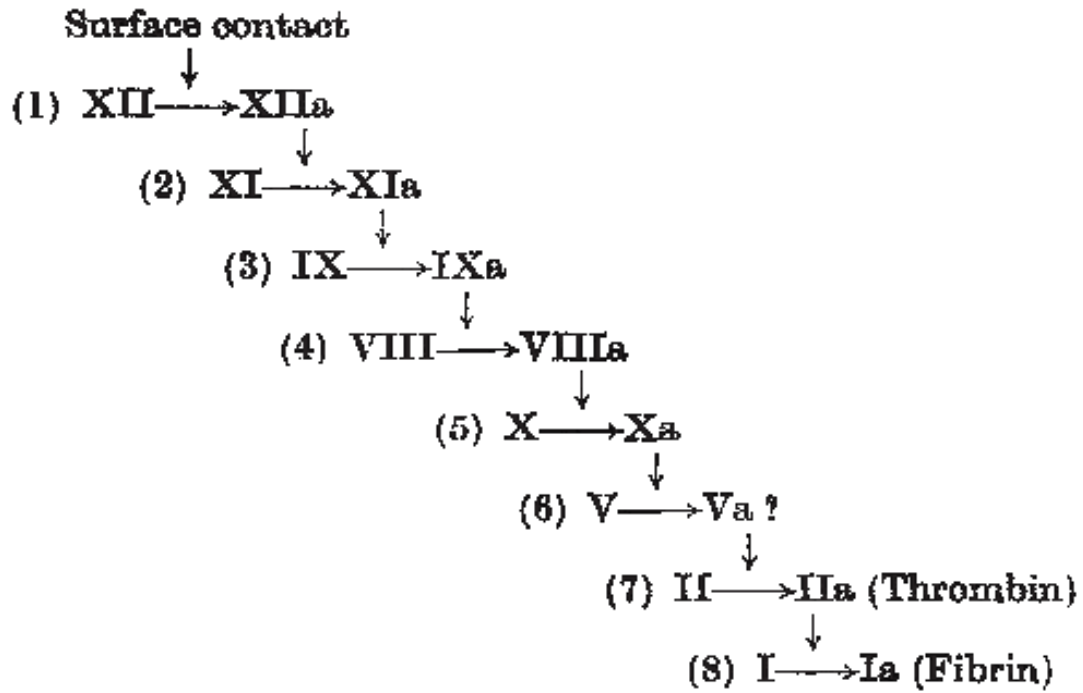 Surface contact
(1) XII XIIa
(2) XI XIa
(3) IX IXa
(4) VIII VIIIa
(5) X Xa
(6) V Va ?
(7) II IIa (Thrombin)
(8) I Ia (Fibrin)